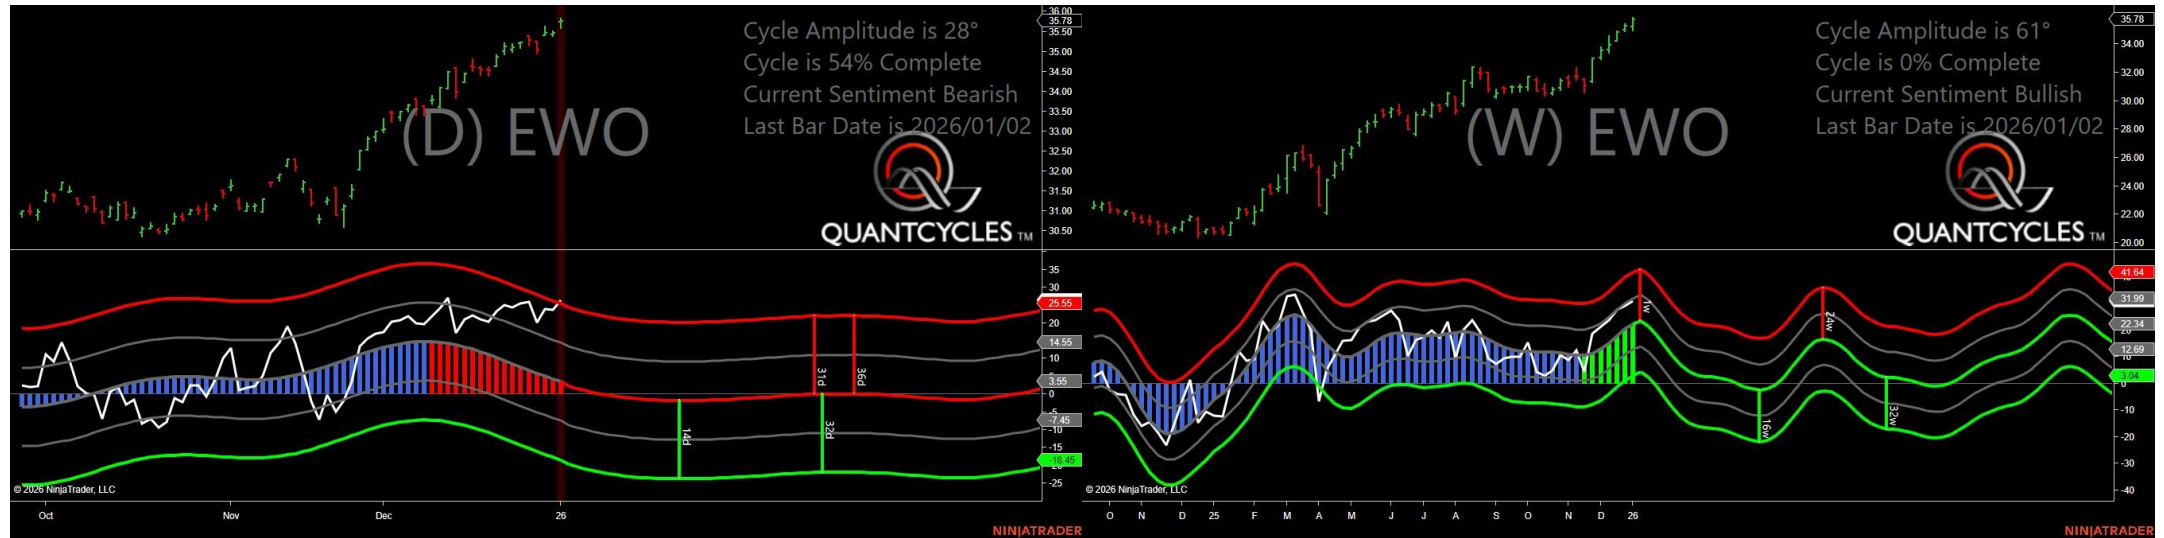 Cycle Amplitude is 28°
Cycle is 54% Complete
Current Sentiment Bearish
Last Bar Date is 2026/01/02
(D) EWO
QUANTCYCLES TM
36.00
35.78
35.50
35.00
34.50
34.00
33.50
33.00
32.50
32.00
31.50
31.00
30.50
35
30
25.55
20
14.55
10
3.55
0
-5
-7.45
-10
-15
-18.45
-25
14d
31d
32d
36d
© 2026 NinjaTrader, LLC
Oct
Nov
Dec
26
NINJATRADER
Cycle Amplitude is 61°
Cycle is 0% Complete
Current Sentiment Bullish
Last Bar Date is 2026/01/02
(W) EWO
QUANTCYCLES TM
35.78
34.00
32.00
30.00
28.00
26.00
24.00
22.00
20.00
41.64
31.99
22.34
20
12.69
10
3.04
0
-10
-20
-30
-40
1w
16w
24w
32w
© 2026 NinjaTrader, LLC
O N D 25 F M A M J J A S O N D 26
NINJATRADER